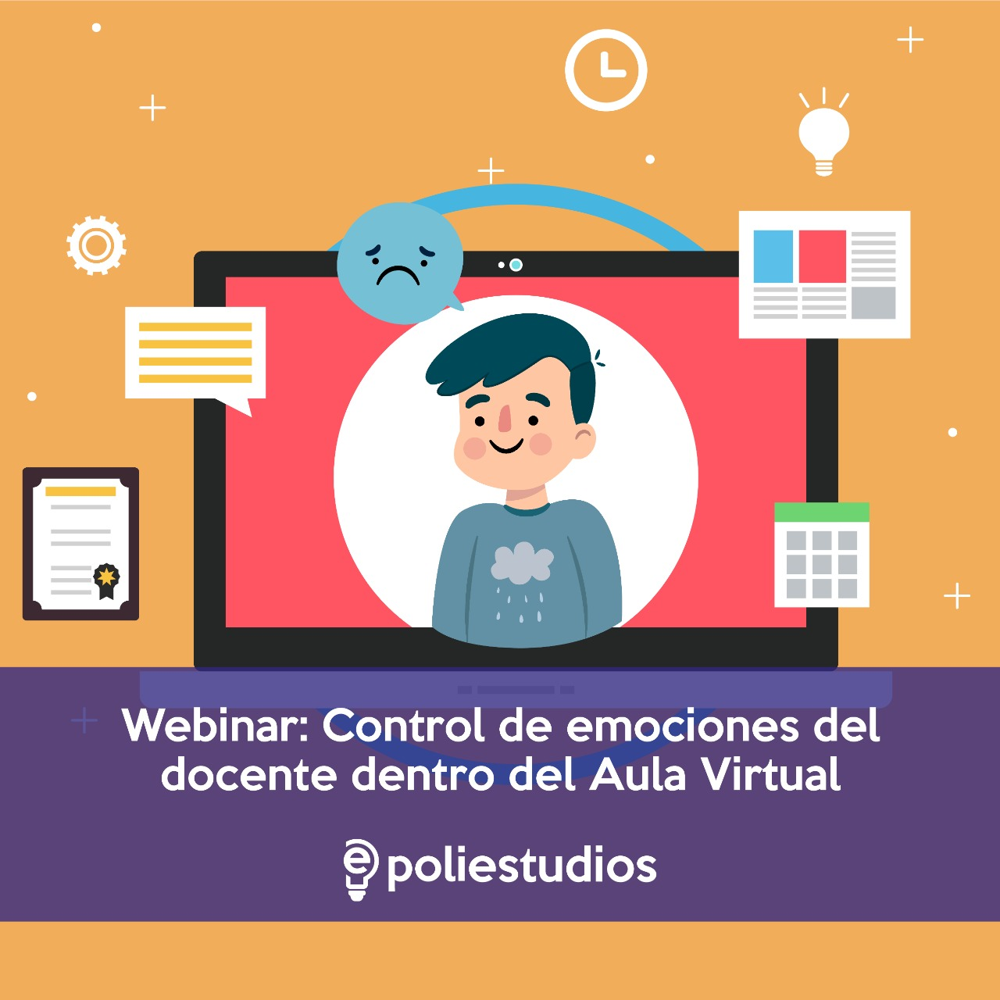 Webinar: Control de emociones del
docente dentro del Aula Virtual
e poliestudios